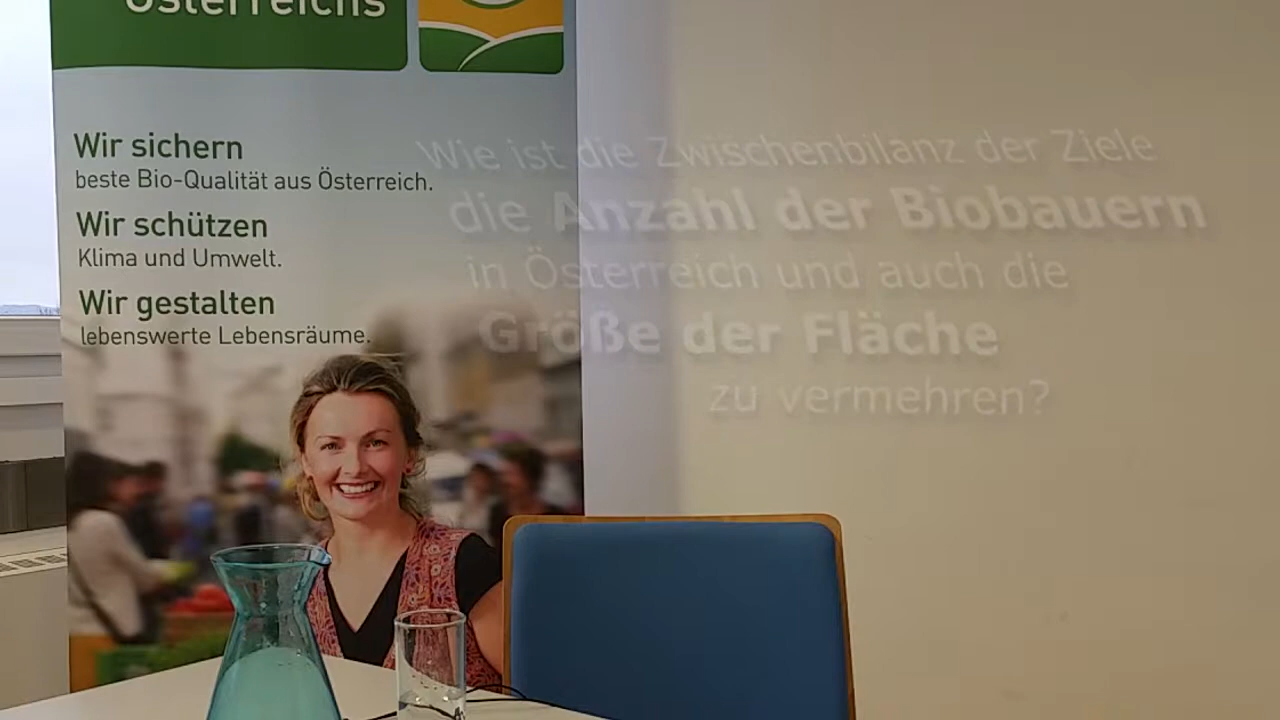 Österreichs
Wir sichern
beste Bio-Qualität aus Österreich.
Wir schützen
Klima und Umwelt.
Wir gestalten
lebenswerte Lebensräume.
Wie ist die Zwischenbilanz der Ziele
die Anzahl der Biobauern
in Österreich und auch die
Größe der Fläche
zu vermehren?